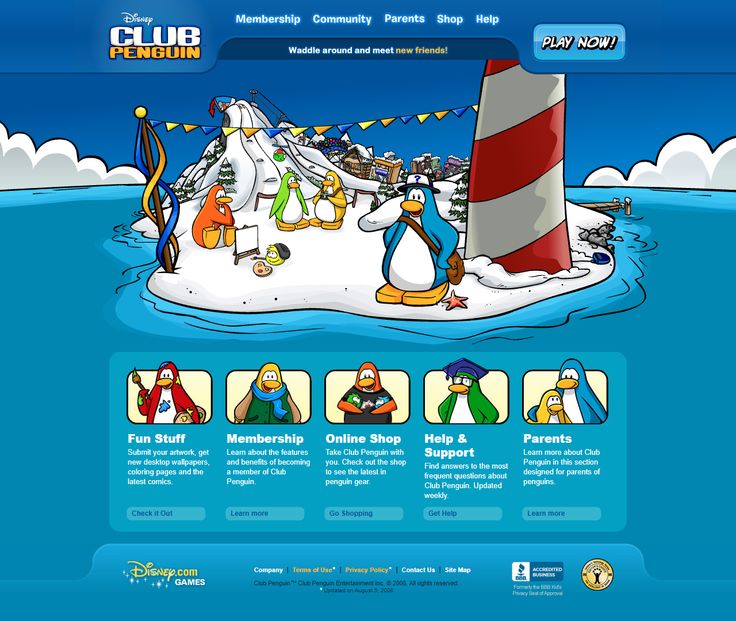 Disney
CLUB
PENGUIN
Membership Community Parents Shop Help
Waddle around and meet new friends!
PLAY NOW!
?
Fun Stuff
Submit your artwork, get
new desktop wallpapers,
coloring pages and the
latest comics.
Check it Out
Membership
Learn about the features
and benefits of becoming
a member of Club
Penguin.
Learn more
Online Shop
Take Club Penguin with
you. Check out the shop
to see the latest in
penguin gear.
Go Shopping
Help &
Support
Find answers to the most
frequent questions about
Club Penguin. Updated
weekly.
Get Help
Parents
Learn more about Club
Penguin in this section
designed for parents of
penguins.
Learn more
Disney.com
GAMES
Company | Terms of Use* | Privacy Policy* | Contact Us | Site Map
Club Penguin™ Club Penguin Entertainment Inc. © 2008. All rights reserved.
* Updated on August 5, 2008.
BBB
ACCREDITED
BUSINESS
Formerly the BBB Kid's
Privacy Seal of Approval